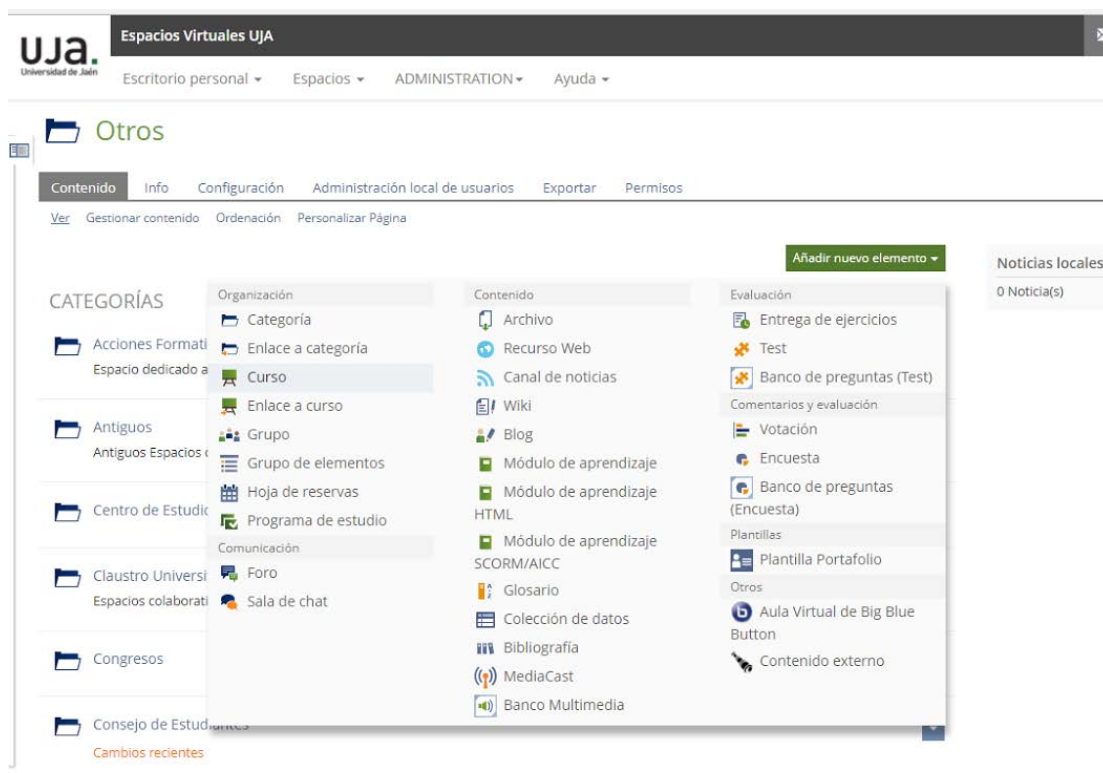 uja.
Universidad de Jaén
Espacios Virtuales UJA
Escritorio personal
Espacios
ADMINISTRATION
Ayuda
Otros
Contenido
Info
Configuración
Administración local de usuarios
Exportar
Permisos
Ver
Gestionar contenido
Ordenación
Personalizar Página
Añadir nuevo elemento
Noticias locales
0 Noticia(s)
CATEGORÍAS
Acciones Formati
Espacio dedicado a
Antiguos
Antiguos Espacios
Centro de Estudi
Claustro Universi
Espacios colaborati
Congresos
Consejo de Estudiantes
Cambios recientes
Organización
Categoría
Enlace a categoría
Curso
Enlace a curso
Grupo
Grupo de elementos
Hoja de reservas
Programa de estudio
Comunicación
Foro
Sala de chat
Contenido
Archivo
Recurso Web
Canal de noticias
Wiki
Blog
Módulo de aprendizaje
Módulo de aprendizaje
HTML
Módulo de aprendizaje
SCORM/AICC
Glosario
Colección de datos
Bibliografía
MediaCast
Banco Multimedia
Evaluación
Entrega de ejercicios
Test
Banco de preguntas (Test)
Comentarios y evaluación
Votación
Encuesta
Banco de preguntas
(Encuesta)
Plantillas
Plantilla Portafolio
Otros
Aula Virtual de Big Blue
Button
Contenido externo